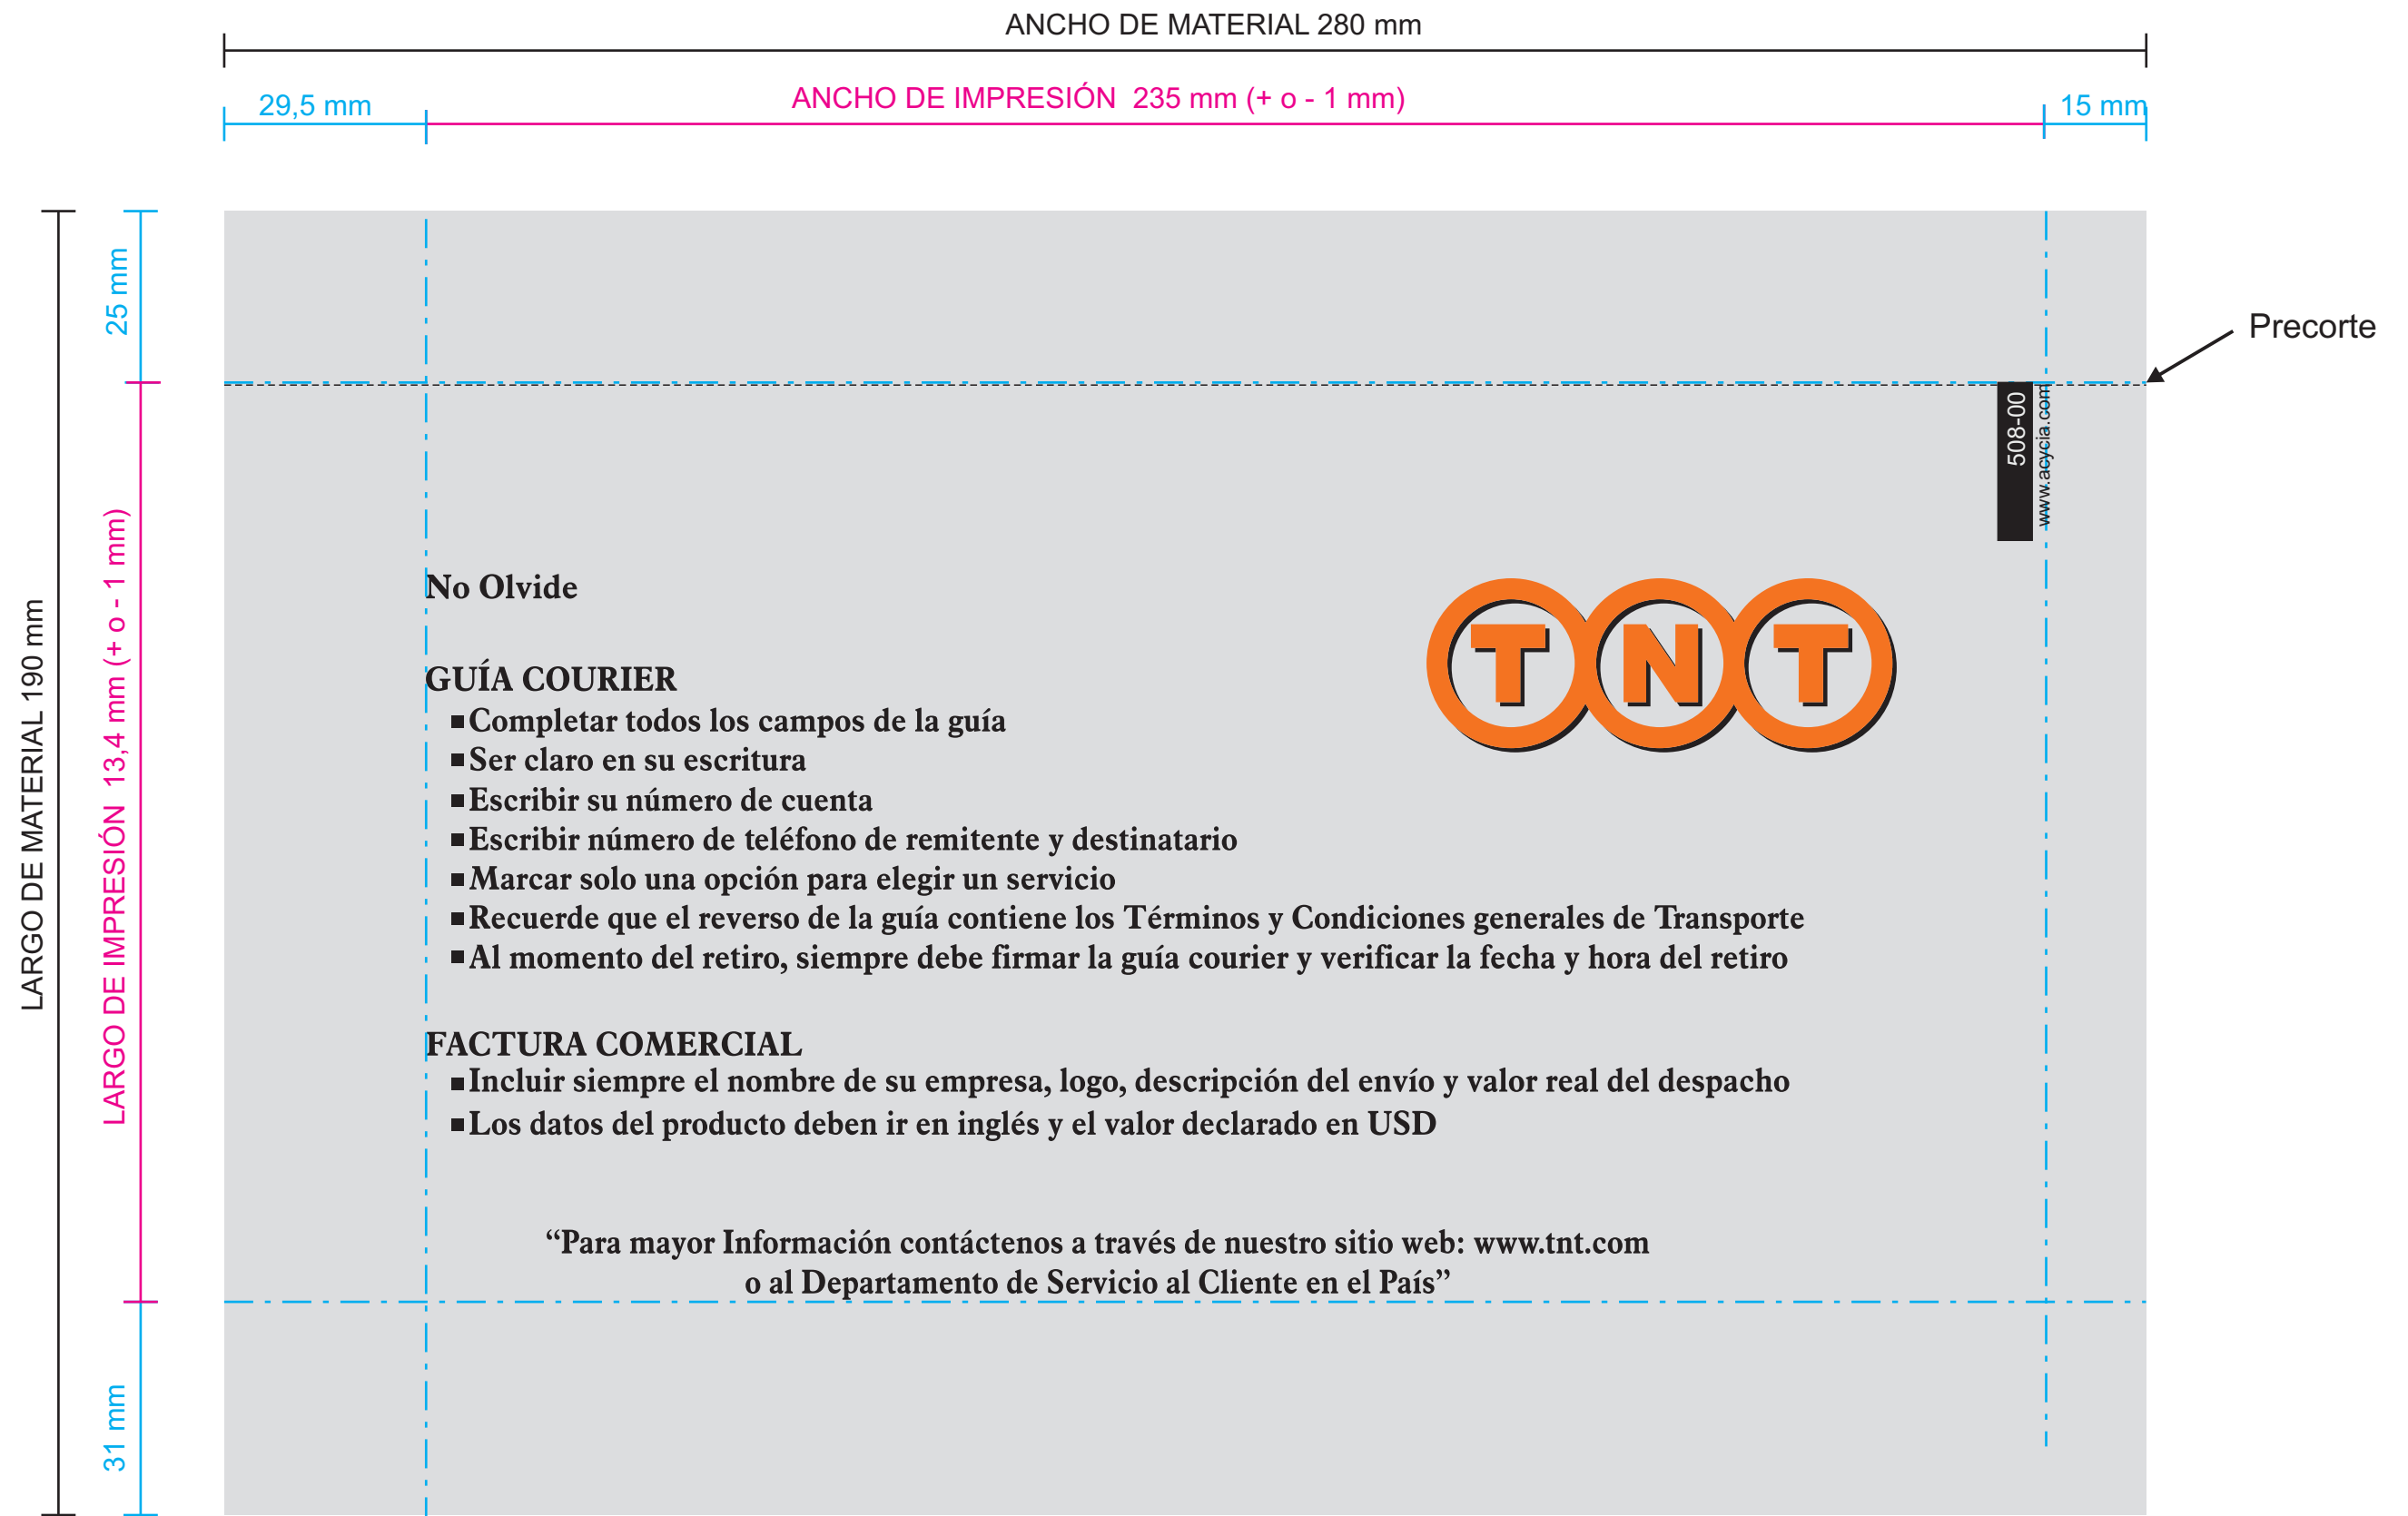 ANCHO DE MATERIAL 280 mm
29,5 mm
ANCHO DE IMPRESIÓN 235 mm (+ o - 1 mm)
15 mm
25 mm
Precorte
508-00
www.acycia.com
LARGO DE MATERIAL 190 mm
LARGO DE IMPRESIÓN 13,4 mm (+ o - 1 mm)
No Olvide
TNT
GUÍA COURIER
▪Completar todos los campos de la guía
▪Ser claro en su escritura
▪Escribir su número de cuenta
▪Escribir número de teléfono de remitente y destinatario
▪Marcar solo una opción para elegir un servicio
▪Recuerde que el reverso de la guía contiene los Términos y Condiciones generales de Transporte
▪Al momento del retiro, siempre debe firmar la guía courier y verificar la fecha y hora del retiro
FACTURA COMERCIAL
▪Incluir siempre el nombre de su empresa, logo, descripción del envío y valor real del despacho
▪Los datos del producto deben ir en inglés y el valor declarado en USD
“Para mayor Información contáctenos a través de nuestro sitio web: www.tnt.com
o al Departamento de Servicio al Cliente en el País”
31 mm